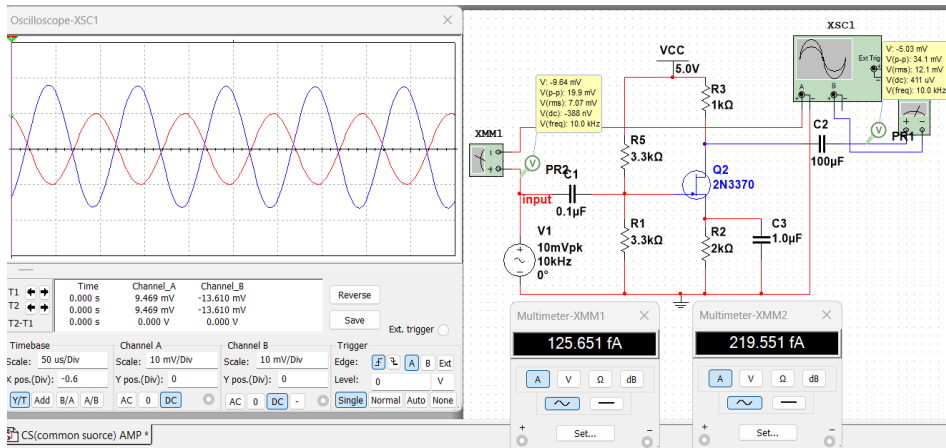 Oscilloscope-XSC1
T1
T2
T2-T1
Time Channel_A Channel_B
0.000 s 9.469 mV -13.610 mV
0.000 s 9.469 mV -13.610 mV
0.000 s 0.000 V 0.000 V
Reverse
Save
Ext. trigger
Timebase
Scale: 50 us/Div
X pos.(Div): -0.6
Y/T Add B/A A/B
Channel A
Scale: 10 mV/Div
Y pos.(Div): 0
AC 0 DC
Channel B
Scale: 10 mV/Div
Y pos.(Div): 0
AC 0 DC -
Trigger
Edge: A B Ext
Level: 0 V
Single Normal Auto None
CS(common suorce) AMP *
XSC1
Ext Trig
A B
V: -5.03 mV
V(p-p): 34.1 mV
V(rms): 12.1 mV
V(dc): 411 uV
V(freq): 10.0 kHz
VCC
5.0V
V: -9.64 mV
V(p-p): 19.9 mV
V(rms): 7.07 mV
V(dc): -388 nV
V(freq): 10.0 kHz
R3
1kΩ
C2
100µF
V
PR1
XMM1
V
PR2
R5
3.3kΩ
Q2
2N3370
C1
0.1µF
input
V1
10mVpk
10kHz
0°
R1
3.3kΩ
R2
2kΩ
C3
1.0µF
Multimeter-XMM1
125.651 fA
A V Ω dB
Set...
Multimeter-XMM2
219.551 fA
A V Ω dB
Set...